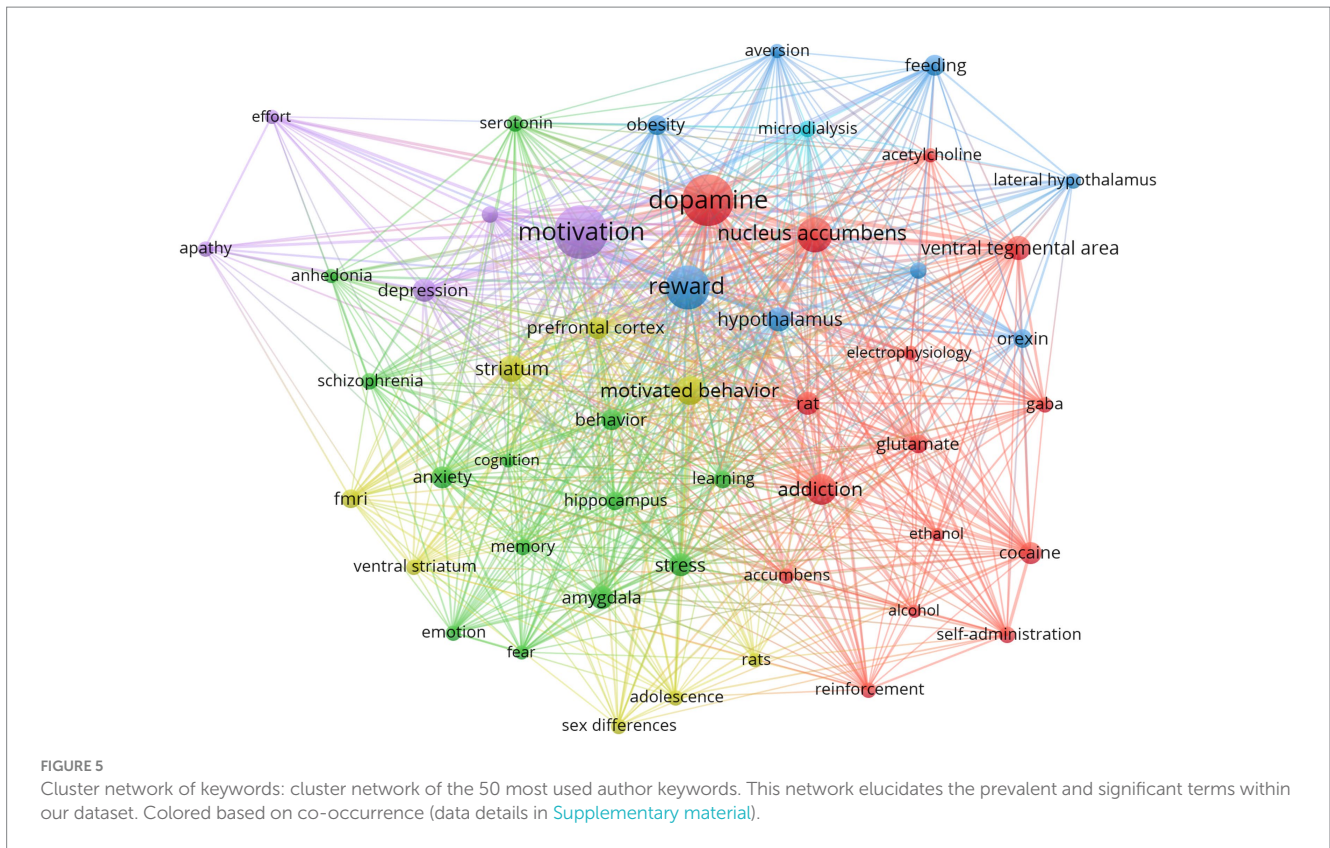 aversion
feeding
effort
serotonin
obesity
microdialysis
acetylcholine
lateral hypothalamus
dopamine
motivation
nucleus accumbens
apathy
ventral tegmental area
anhedonia
depression
reward
prefrontal cortex
hypothalamus
orexin
electrophysiology
striatum
schizophrenia
motivated behavior
rat
gaba
behavior
glutamate
cognition
anxiety
learning
addiction
fmri
hippocampus
ethanol
memory
cocaine
ventral striatum
stress
accumbens
amygdala
alcohol
emotion
self-administration
fear
rats
reinforcement
adolescence
sex differences
FIGURE 5
Cluster network of keywords: cluster network of the 50 most used author keywords. This network elucidates the prevalent and significant terms within
our dataset. Colored based on co-occurrence (data details in Supplementary material).